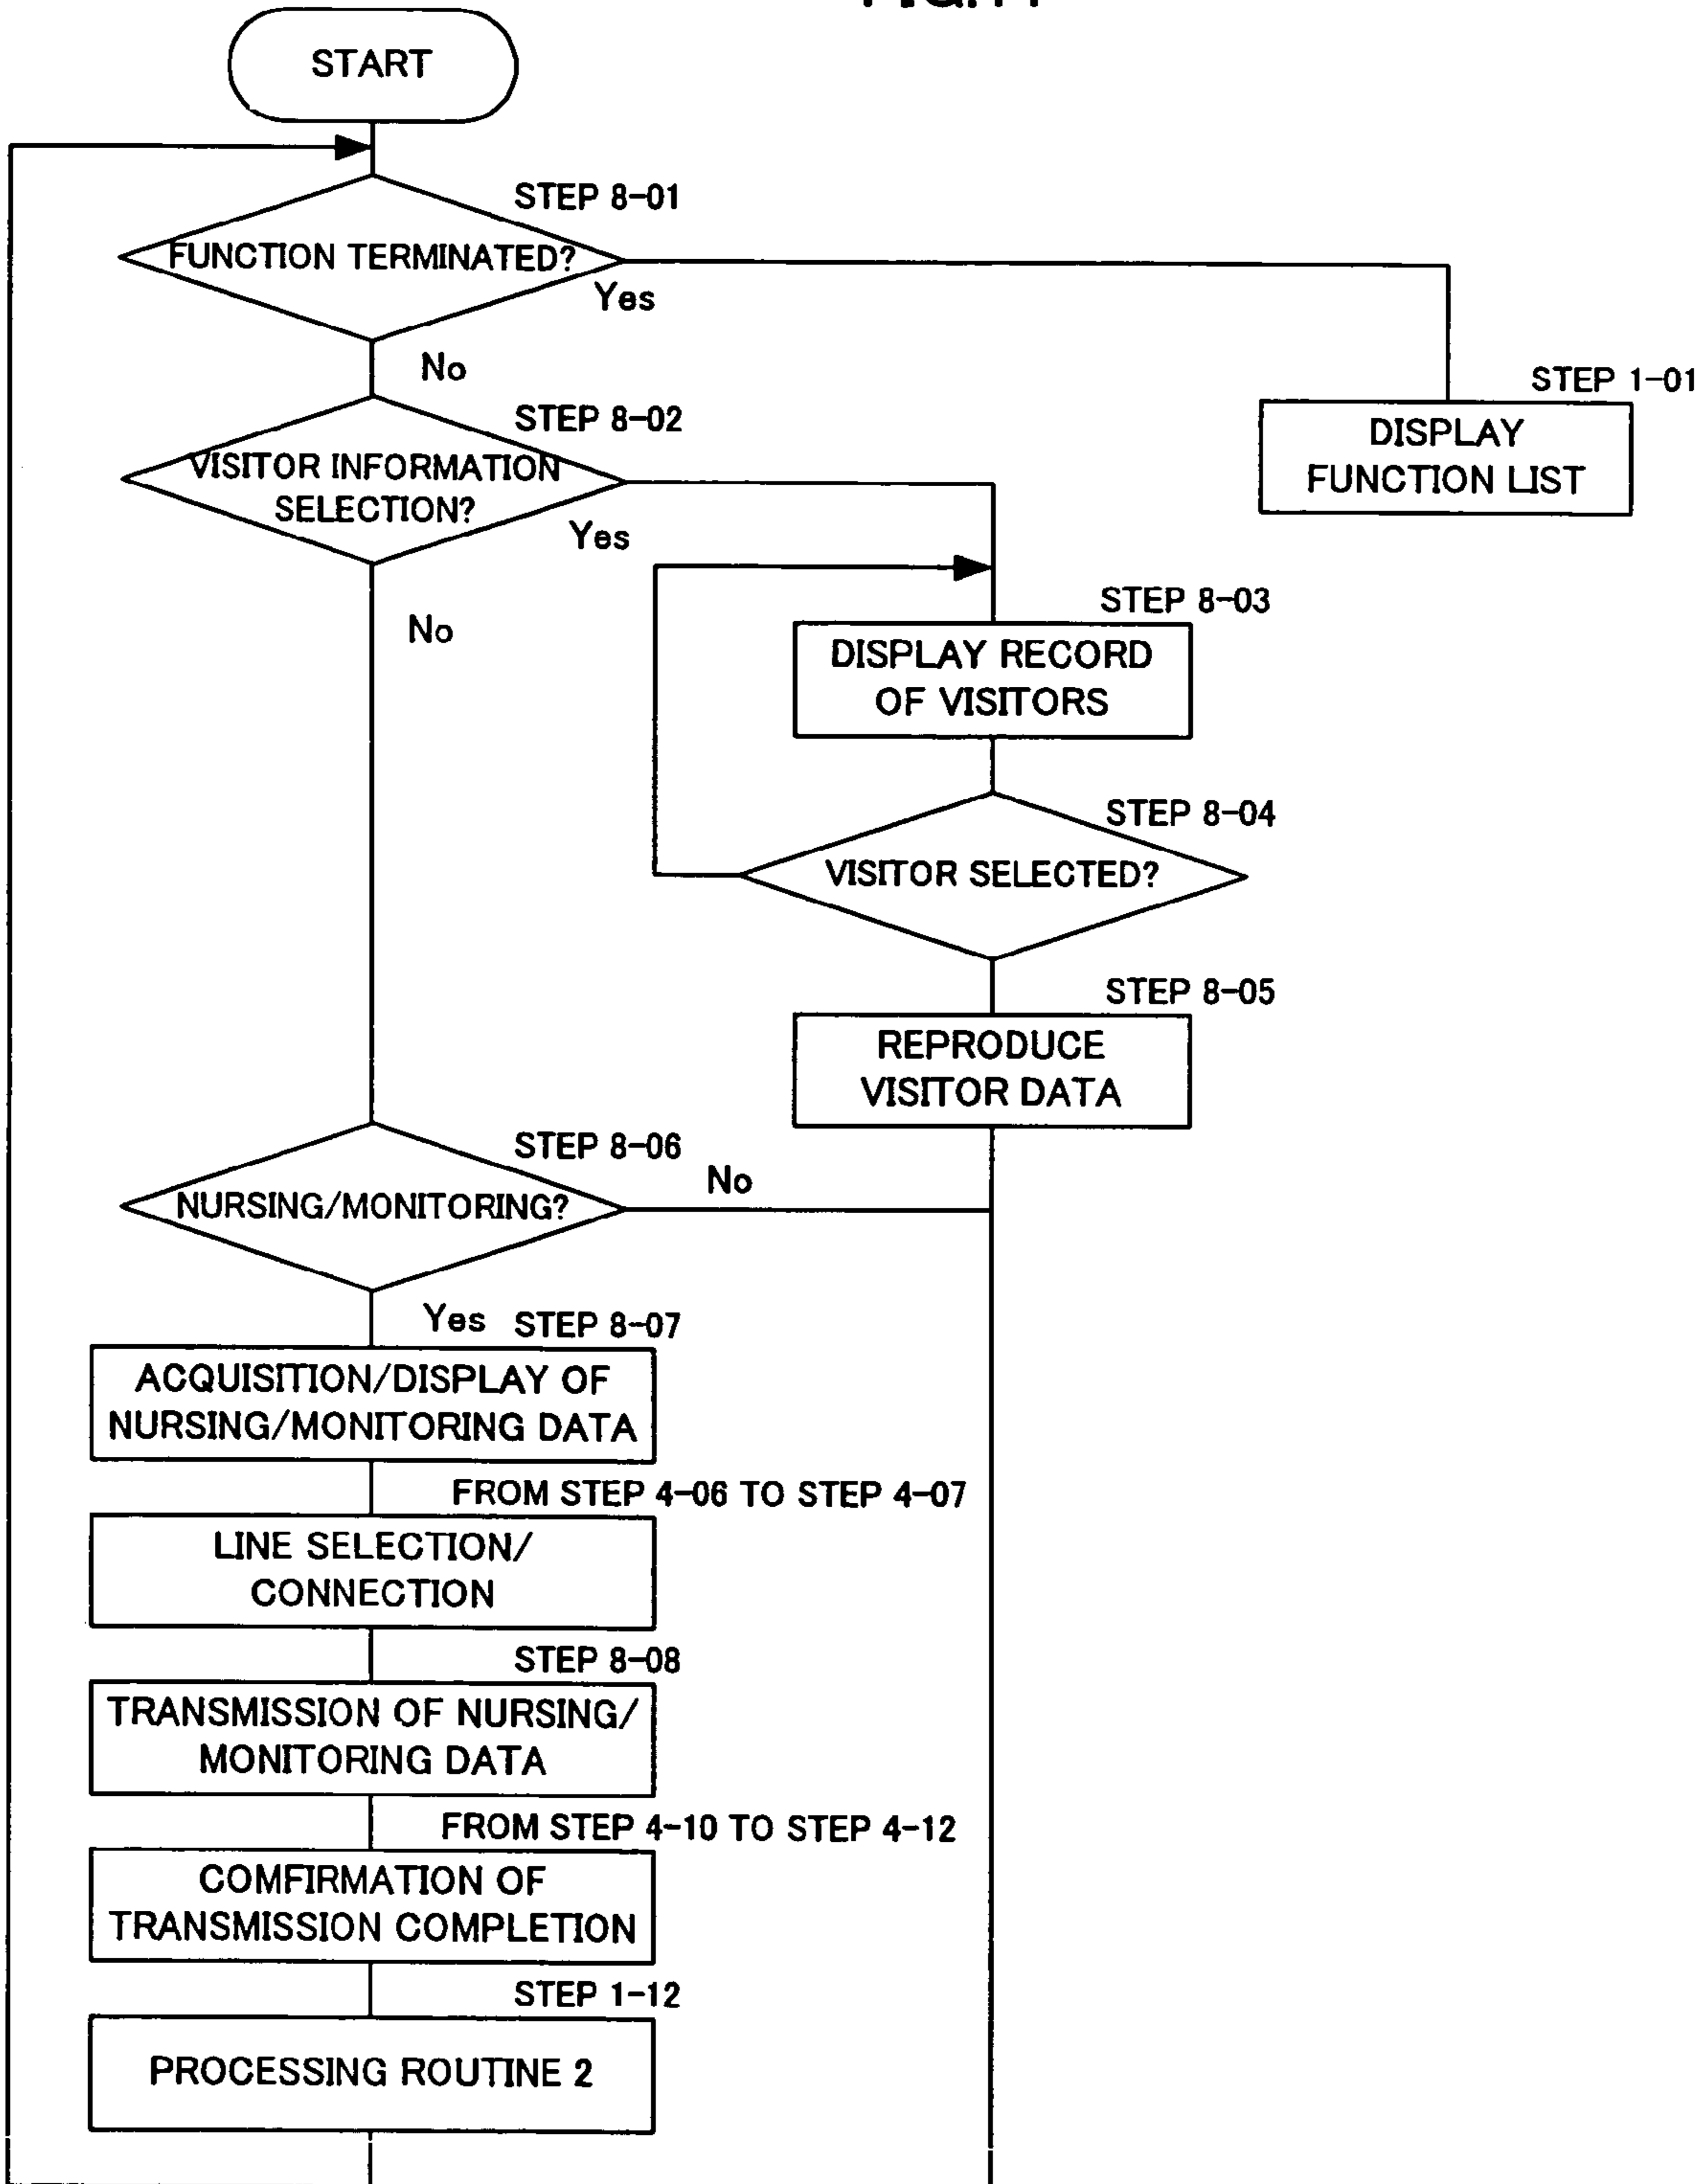 START
STEP 8-01
FUNCTION TERMINATED?
Yes
No
STEP 1-01
DISPLAY
FUNCTION LIST
STEP 8-02
VISITOR INFORMATION
SELECTION?
Yes
No
STEP 8-03
DISPLAY RECORD
OF VISITORS
STEP 8-04
VISITOR SELECTED?
STEP 8-05
REPRODUCE
VISITOR DATA
STEP 8-06
NURSING/MONITORING?
No
Yes
STEP 8-07
ACQUISITION/DISPLAY OF
NURSING/MONITORING DATA
FROM STEP 4-06 TO STEP 4-07
LINE SELECTION/
CONNECTION
STEP 8-08
TRANSMISSION OF NURSING/
MONITORING DATA
FROM STEP 4-10 TO STEP 4-12
COMFIRMATION OF
TRANSMISSION COMPLETION
STEP 1-12
PROCESSING ROUTINE 2